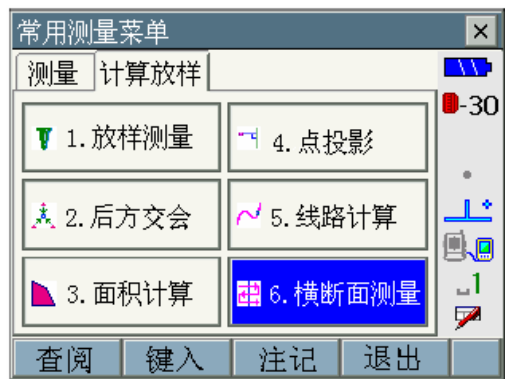 常用测量菜单 ×
测量 计算放样
-30
1.放样测量 4.点投影
2.后方交会 5.线路计算
3.面积计算 6.横断面测量
1
查阅 键入 注记 退出